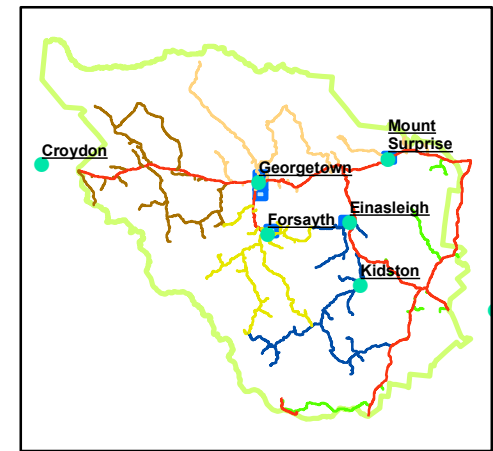 Mount
Surprise
Croydon
Georgetown
Einasleigh
Forsayth
Kidston